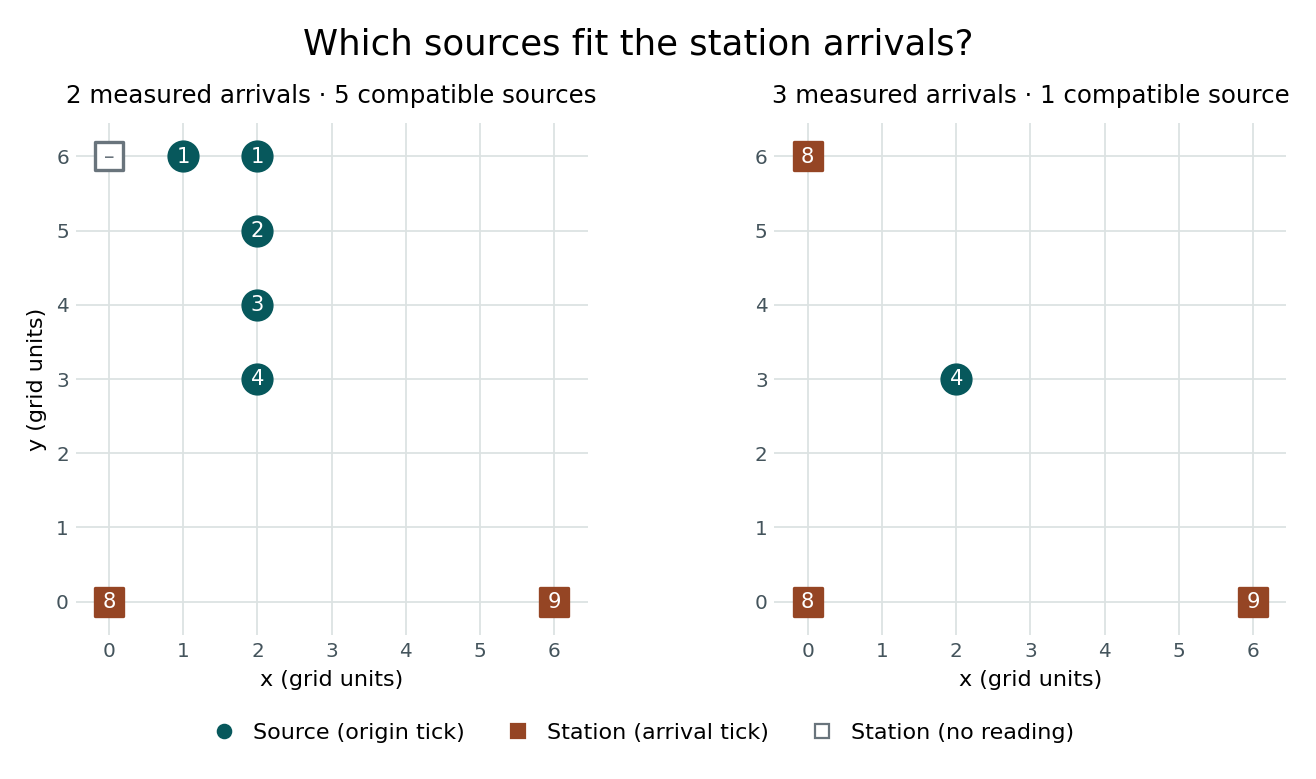 Which sources fit the station arrivals?
2 measured arrivals · 5 compatible sources
3 measured arrivals · 1 compatible source
y (grid units)
6
–
1
1
5
2
4
3
3
4
2
1
0
8
9
0 1 2 3 4 5 6
x (grid units)
6
8
5
4
3
4
2
1
0
8
9
0 1 2 3 4 5 6
x (grid units)
Source (origin tick)
Station (arrival tick)
Station (no reading)